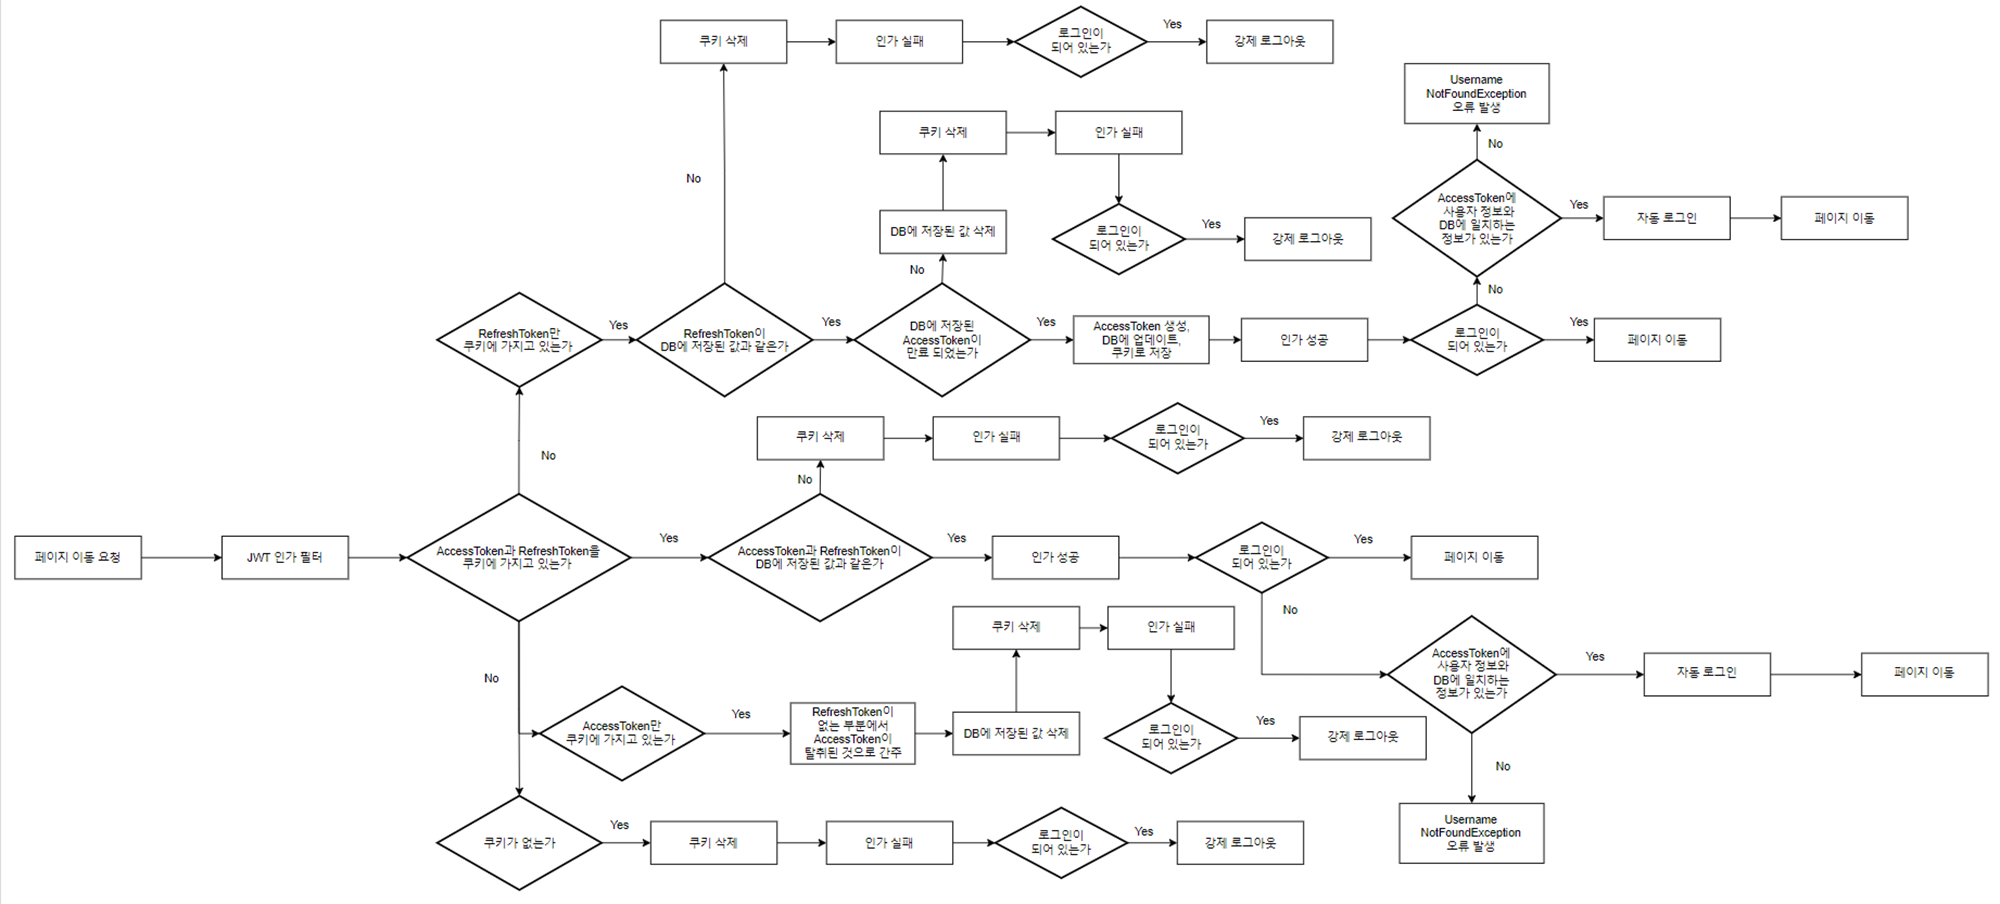 쿠키 삭제
인가 실패
로그인이
되어 있는가
Yes
강제 로그아웃
Username
NotFoundException
오류 발생
No
쿠키 삭제
인가 실패
No
AccessToken에
사용자 정보와
DB에 일치하는
정보가 있는가
Yes
자동 로그인
페이지 이동
DB에 저장된 값 삭제
로그인이
되어 있는가
Yes
강제 로그아웃
No
No
RefreshToken만
쿠키에 가지고 있는가
Yes
RefreshToken이
DB에 저장된 값과 같은가
Yes
DB에 저장된
AccessToken이
만료 되었는가
Yes
AccessToken 생성,
DB에 업데이트,
쿠키로 저장
인가 성공
로그인이
되어 있는가
Yes
페이지 이동
No
쿠키 삭제
인가 실패
로그인이
되어 있는가
Yes
강제 로그아웃
No
페이지 이동 요청
JWT 인가 필터
AccessToken과 RefreshToken을
쿠키에 가지고 있는가
Yes
AccessToken과 RefreshToken이
DB에 저장된 값과 같은가
Yes
인가 성공
로그인이
되어 있는가
Yes
페이지 이동
No
쿠키 삭제
인가 실패
AccessToken에
사용자 정보와
DB에 일치하는
정보가 있는가
Yes
자동 로그인
페이지 이동
No
AccessToken만
쿠키에 가지고 있는가
Yes
RefreshToken이
없는 부분에서
AccessToken이
탈취된 것으로 간주
DB에 저장된 값 삭제
로그인이
되어 있는가
Yes
강제 로그아웃
No
Username
NotFoundException
오류 발생
쿠키가 없는가
Yes
쿠키 삭제
인가 실패
로그인이
되어 있는가
Yes
강제 로그아웃